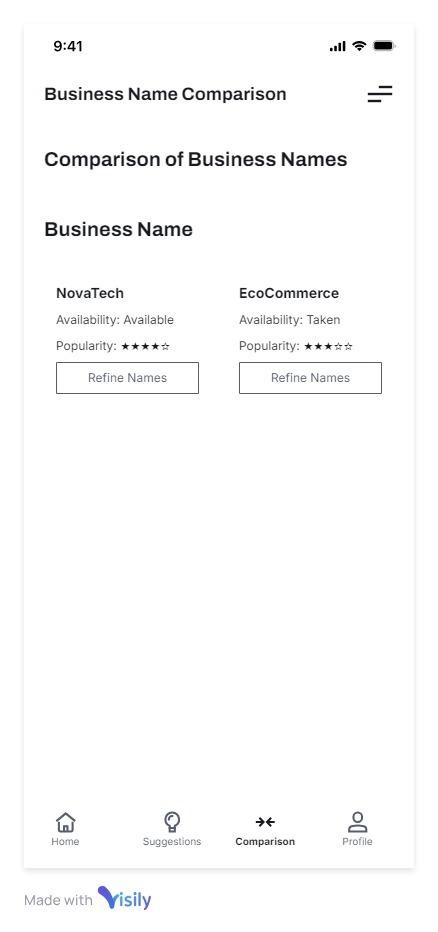 9:41
Business Name Comparison
Comparison of Business Names
Business Name
NovaTech
Availability: Available
Popularity: ★★★★☆
Refine Names
EcoCommerce
Availability: Taken
Popularity: ★★★☆☆
Refine Names
Home
Suggestions
Comparison
Profile
Made with Visily